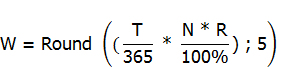 W = Round ((T/365 * N * R/100%) ; 5)